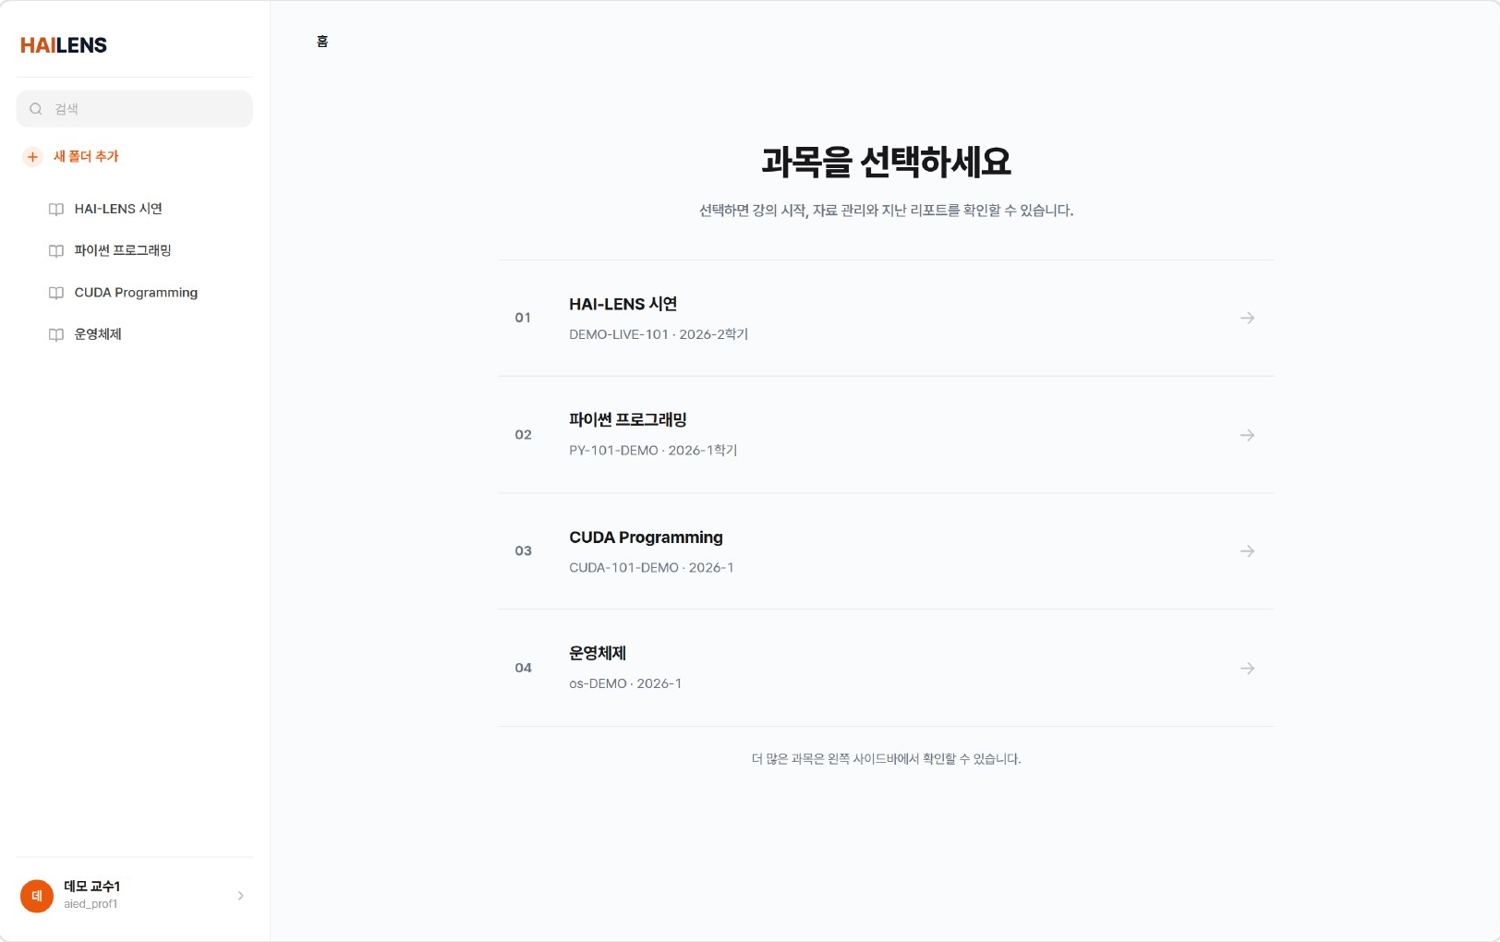 HAILENS
검색
새 폴더 추가
HAI-LENS 시연
파이썬 프로그래밍
CUDA Programming
운영체제
데
데모 교수1
aied_prof1
홈
과목을 선택하세요
선택하면 강의 시작, 자료 관리와 지난 리포트를 확인할 수 있습니다.
01
HAI-LENS 시연
DEMO-LIVE-101 · 2026-2학기
02
파이썬 프로그래밍
PY-101-DEMO · 2026-1학기
03
CUDA Programming
CUDA-101-DEMO · 2026-1
04
운영체제
os-DEMO · 2026-1
더 많은 과목은 왼쪽 사이드바에서 확인할 수 있습니다.